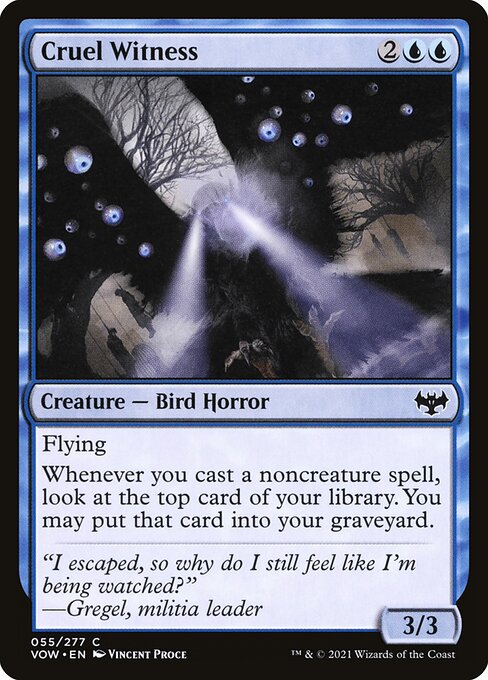 Cruel Witness 2
Creature — Bird Horror
Flying
Whenever you cast a noncreature spell,
look at the top card of your library. You
may put that card into your graveyard.
“I escaped, so why do I still feel like I’m
being watched?”
—Gregel, militia leader
3/3
055/277 C
VOW • EN Vincent Proce
™ & © 2021 Wizards of the Coast